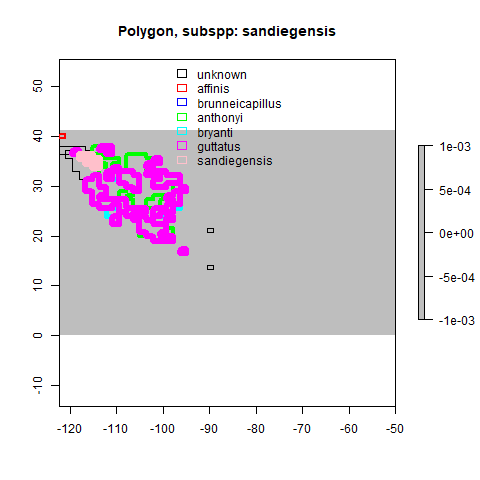 Polygon, subspp: sandiegensis
unknown
affinis
brunneicapillus
anthonyi
bryanti
guttatus
sandiegensis
50
40
30
20
10
0
-10
-120
-110
-100
-90
-80
-70
-60
-50
1e-03
5e-04
0e+00
-5e-04
-1e-03